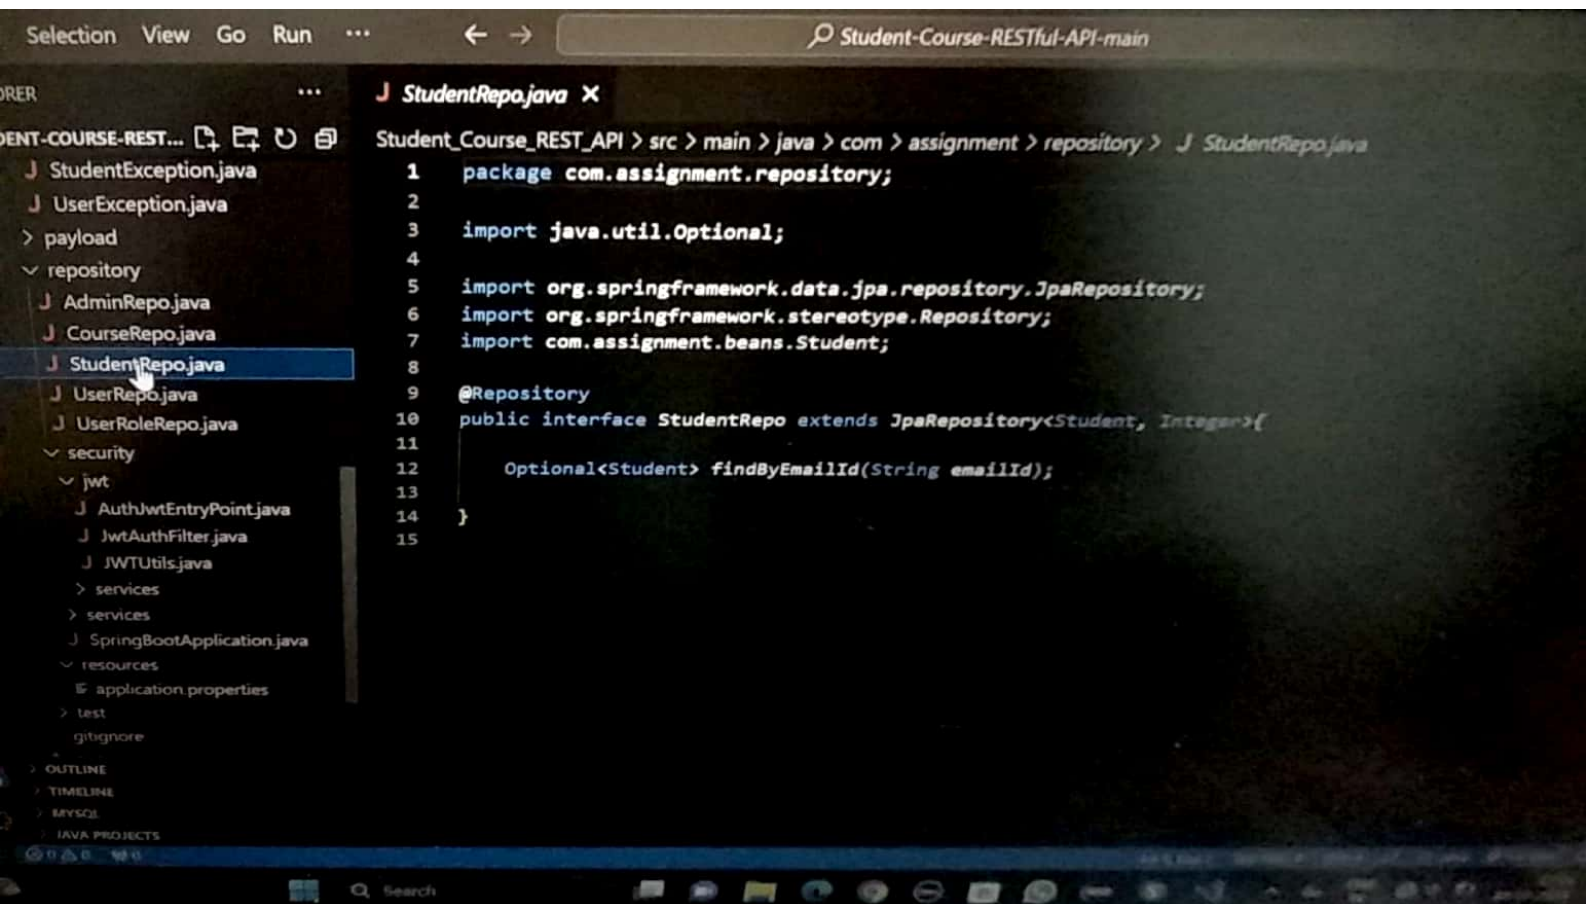 Selection View Go Run ...
Student-Course-RESTful-API-main
ORER ...
DENT-COURSE-REST...
StudentException.java
UserException.java
payload
repository
AdminRepo.java
CourseRepo.java
StudentRepo.java
UserRepo.java
UserRoleRepo.java
security
jwt
AuthJwtEntryPoint.java
JwtAuthFilter.java
JWTUtils.java
services
services
SpringBootApplication.java
resources
application.properties
test
gitignore
OUTLINE
TIMELINE
MYSQL
JAVA PROJECTS
J StudentRepo.java X
Student_Course_REST_API > src > main > java > com > assignment > repository > J StudentRepo.java
1 package com.assignment.repository;
2
3 import java.util.Optional;
4
5 import org.springframework.data.jpa.repository.JpaRepository;
6 import org.springframework.stereotype.Repository;
7 import com.assignment.beans.Student;
8
9 @Repository
10 public interface StudentRepo extends JpaRepository<Student, Integer>{
11
12 Optional<Student> findByEmailId(String emailId);
13
14 }
15
Search